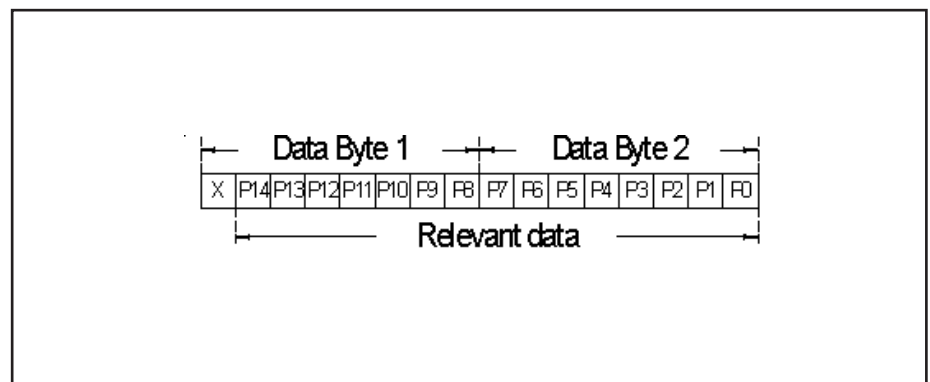 Data Byte 1 Data Byte 2
X P14 P13 P12 P11 P10 P9 P8 P7 P6 P5 P4 P3 P2 P1 P0
Relevant data